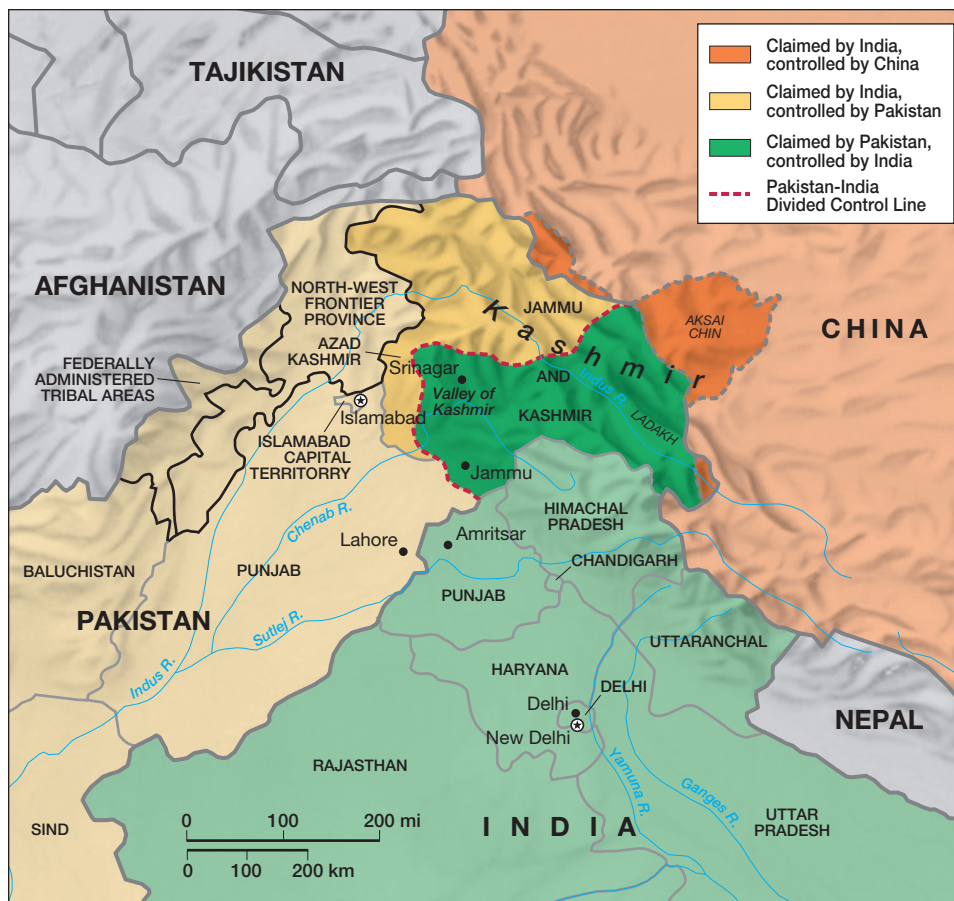 Claimed by India,
controlled by China
Claimed by India,
controlled by Pakistan
Claimed by Pakistan,
controlled by India
Pakistan-India
Divided Control Line
TAJIKISTAN
AFGHANISTAN
NORTH-WEST
FRONTIER
PROVINCE
JAMMU
Kashmir
AKSAI
CHIN
CHINA
AZAD
KASHMIR
FEDERALLY
ADMINISTERED
TRIBAL AREAS
Srinagar
Valley of
Kashmir
AND
KASHMIR
Indus R.
LADAKH
Islamabad
ISLAMABAD
CAPITAL
TERRITORRY
Jammu
Chenab R.
HIMACHAL
PRADESH
Lahore
Amritsar
CHANDIGARH
BALUCHISTAN
PUNJAB
PUNJAB
PAKISTAN
Sutlej R.
UTTARANCHAL
Indus R.
HARYANA
DELHI
Delhi
New Delhi
NEPAL
RAJASTHAN
Yamuna R.
Ganges R.
SIND
INDIA
UTTAR
PRADESH
0 100 200 mi
0 100 200 km